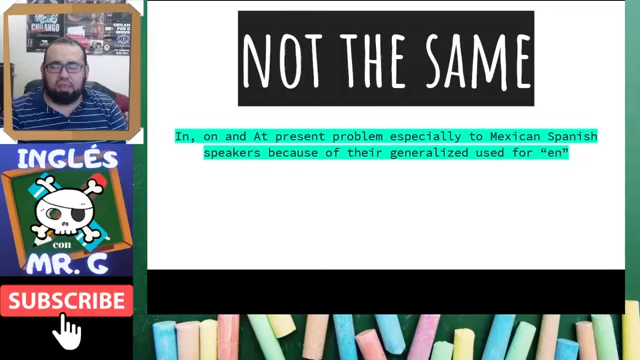 CHILANGO
NOT THE SAME
In, on and At present problem especially to Mexican Spanish
speakers because of their generalized used for “en”
INGLÉS
con
MR. G
SUBSCRIBE